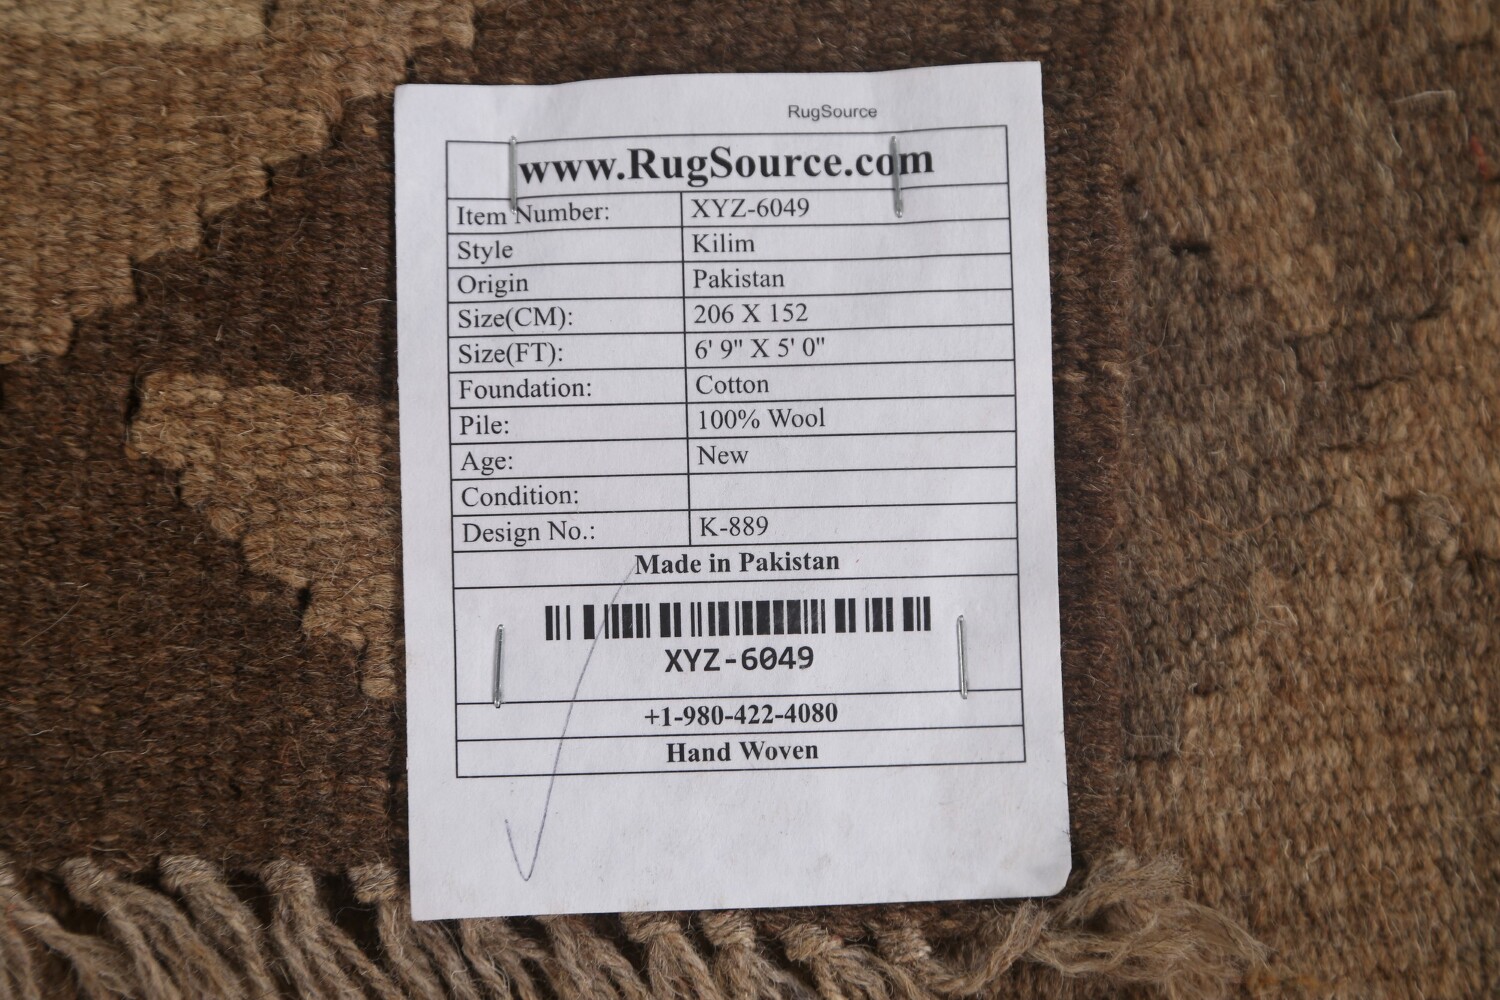 RugSource
www.RugSource.com
Item Number: XYZ-6049
Style Kilim
Origin Pakistan
Size(CM): 206 X 152
Size(FT): 6' 9" X 5' 0"
Foundation: Cotton
Pile: 100% Wool
Age: New
Condition:
Design No.: K-889
Made in Pakistan
XYZ-6049
+1-980-422-4080
Hand Woven